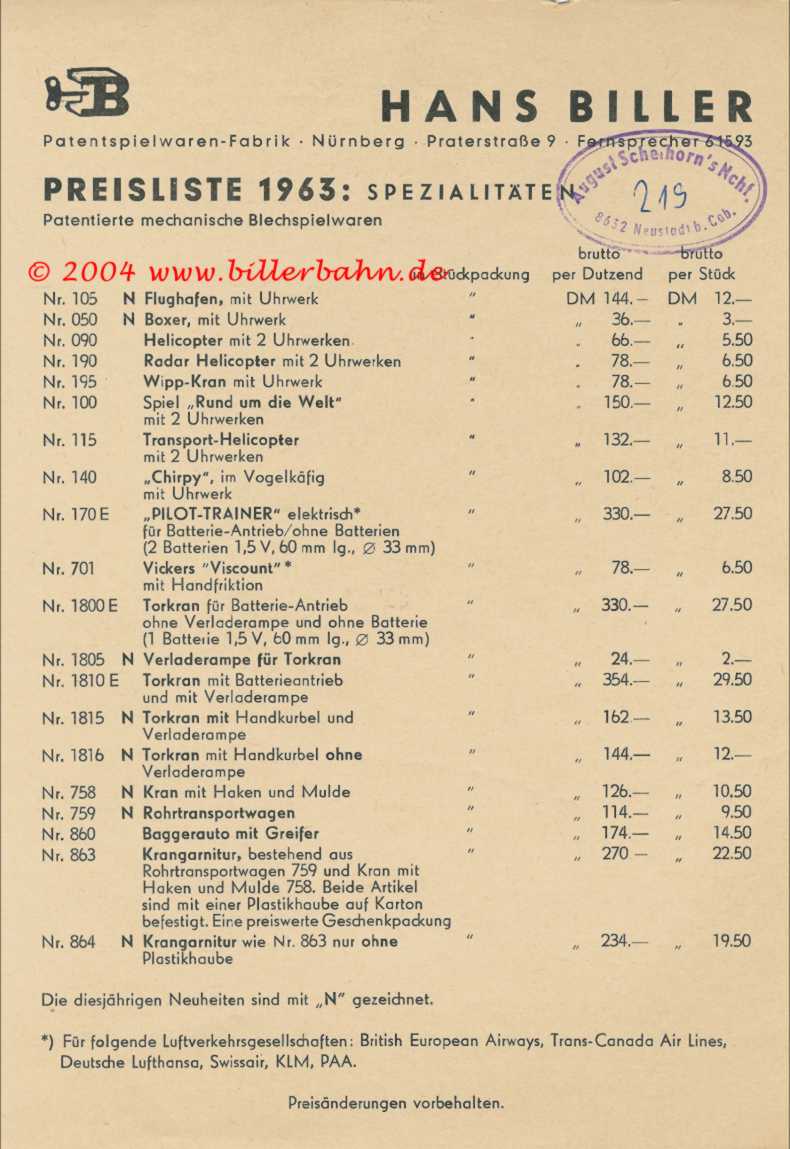 B
HANS BILLER
Patentspielwaren-Fabrik · Nürnberg · Praterstraße 9 · Fernsprecher 61593
PREISLISTE 1963: SPEZIALITÄTEN
August Scheihorn's Nchf.
219
8632 Neustadt b. Cob.
Patentierte mechanische Blechspielwaren
brutto brutto
© 2004 www.billerbahn.de in Stückpackung per Dutzend per Stück
Nr. 105 N Flughafen, mit Uhrwerk " DM 144.— DM 12.—
Nr. 050 N Boxer, mit Uhrwerk " „ 36.— „ 3.—
Nr. 090 Helicopter mit 2 Uhrwerken " „ 66.— „ 5.50
Nr. 190 Radar Helicopter mit 2 Uhrwerken " „ 78.— „ 6.50
Nr. 195 Wipp-Kran mit Uhrwerk " „ 78.— „ 6.50
Nr. 100 Spiel „Rund um die Welt" " „ 150.— „ 12.50
mit 2 Uhrwerken
Nr. 115 Transport-Helicopter " „ 132.— „ 11.—
mit 2 Uhrwerken
Nr. 140 „Chirpy", im Vogelkäfig " „ 102.— „ 8.50
mit Uhrwerk
Nr. 170 E „PILOT-TRAINER" elektrisch* " „ 330.— „ 27.50
für Batterie-Antrieb/ohne Batterien
(2 Batterien 1,5 V, 60 mm lg., ∅ 33 mm)
Nr. 701 Vickers "Viscount"* " „ 78.— „ 6.50
mit Handfriktion
Nr. 1800 E Torkran für Batterie-Antrieb " „ 330.— „ 27.50
ohne Verladerampe und ohne Batterie
(1 Batterie 1,5 V, 60 mm lg., ∅ 33 mm)
Nr. 1805 N Verladerampe für Torkran " „ 24.— „ 2.—
Nr. 1810 E Torkran mit Batterieantrieb " „ 354.— „ 29.50
und mit Verladerampe
Nr. 1815 N Torkran mit Handkurbel und " „ 162.— „ 13.50
Verladerampe
Nr. 1816 N Torkran mit Handkurbel ohne " „ 144.— „ 12.—
Verladerampe
Nr. 758 N Kran mit Haken und Mulde " „ 126.— „ 10.50
Nr. 759 N Rohrtransportwagen " „ 114.— „ 9.50
Nr. 860 Baggerauto mit Greifer " „ 174.— „ 14.50
Nr. 863 Krangarnitur, bestehend aus " „ 270 — „ 22.50
Rohrtransportwagen 759 und Kran mit
Haken und Mulde 758. Beide Artikel
sind mit einer Plastikhaube auf Karton
befestigt. Eine preiswerte Geschenkpackung
Nr. 864 N Krangarnitur wie Nr. 863 nur ohne " „ 234.— „ 19.50
Plastikhaube
Die diesjährigen Neuheiten sind mit „N" gezeichnet.
*) Für folgende Luftverkehrsgesellschaften: British European Airways, Trans-Canada Air Lines,
Deutsche Lufthansa, Swissair, KLM, PAA.
Preisänderungen vorbehalten.